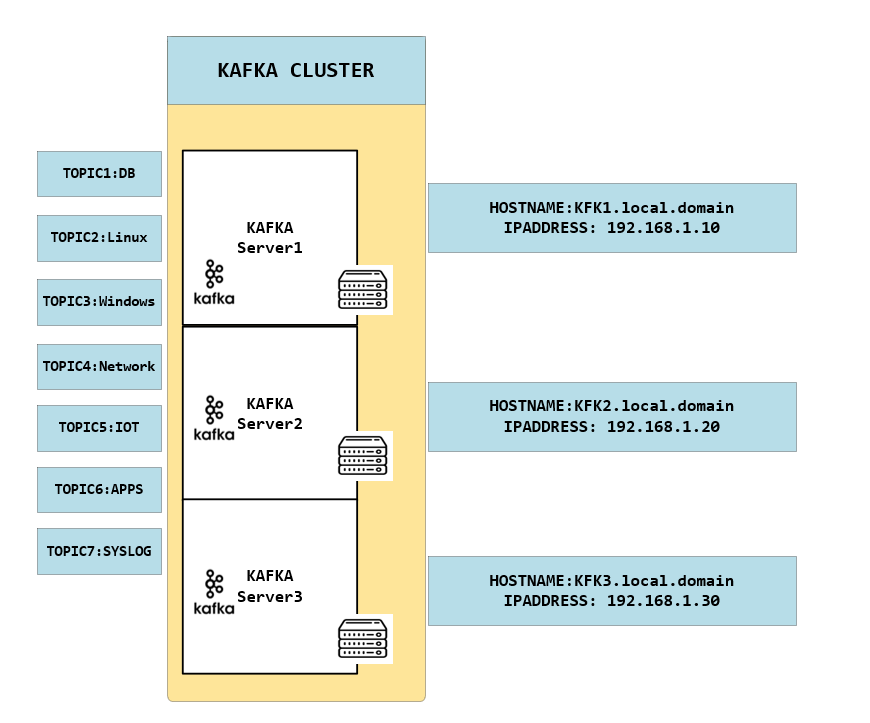 KAFKA CLUSTER
TOPIC1:DB
TOPIC2:Linux
TOPIC3:Windows
TOPIC4:Network
TOPIC5:IOT
TOPIC6:APPS
TOPIC7:SYSLOG
KAFKA
Server1
kafka
HOSTNAME:KFK1.local.domain
IPADDRESS: 192.168.1.10
KAFKA
Server2
kafka
HOSTNAME:KFK2.local.domain
IPADDRESS: 192.168.1.20
KAFKA
Server3
kafka
HOSTNAME:KFK3.local.domain
IPADDRESS: 192.168.1.30